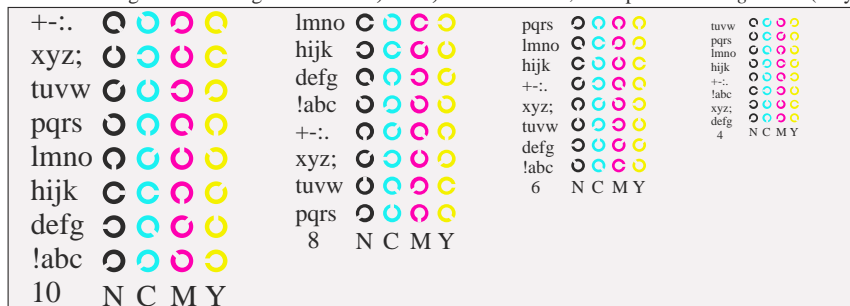 +-:.
xyz;
tuvw
pqrs
lmno
hijk
defg
!abc
10 N C M Y
lmno
hijk
defg
!abc
+-:.
xyz;
tuvw
pqrs
8 N C M Y
pqrs
lmno
hijk
+-:.
xyz;
tuvw
defg
!abc
6 N C M Y
tuvw
pqrs
lmno
hijk
+-:.
!abc
xyz;
defg
4 N C M Y